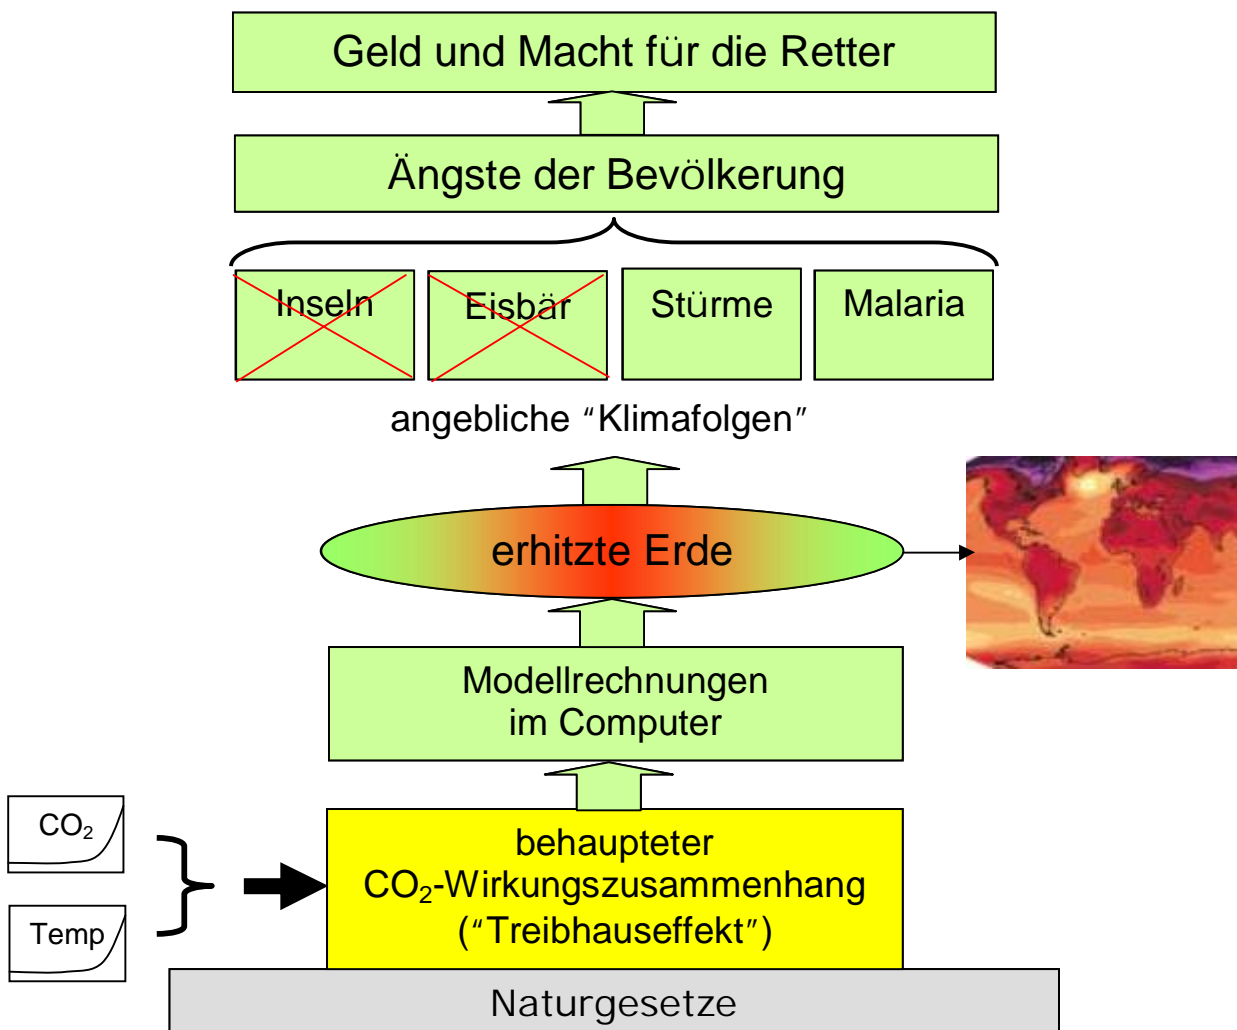 Geld und Macht für die Retter
Ängste der Bevölkerung
Inseln
Eisbär
Stürme
Malaria
angebliche "Klimafolgen"
erhitzte Erde
Modellrechnungen
im Computer
CO₂
Temp
behaupteter
CO₂-Wirkungszusammenhang
("Treibhauseffekt")
Naturgesetze